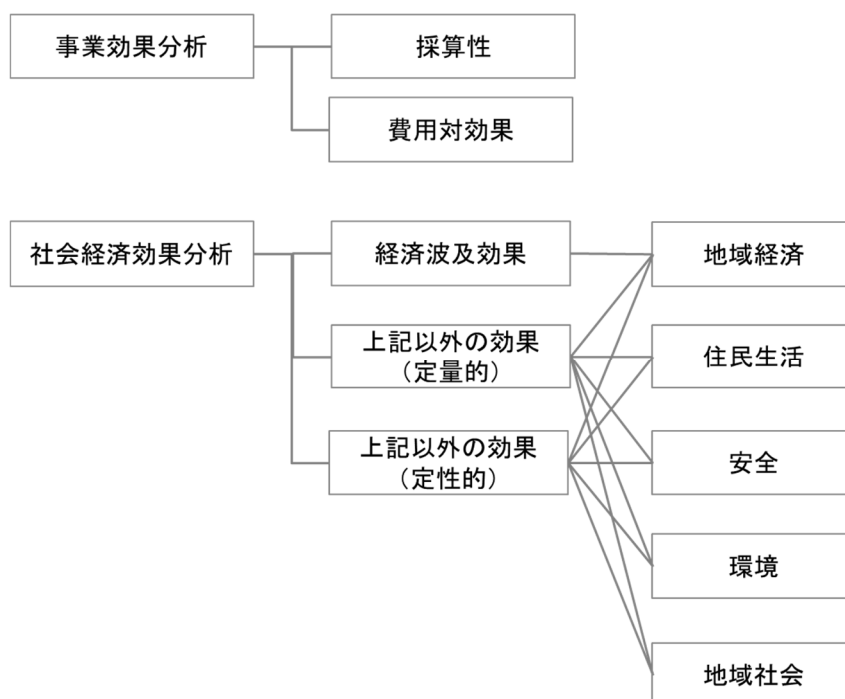 事業効果分析
採算性
費用対効果
社会経済効果分析
経済波及効果
地域経済
上記以外の効果
（定量的）
住民生活
上記以外の効果
（定性的）
安全
環境
地域社会